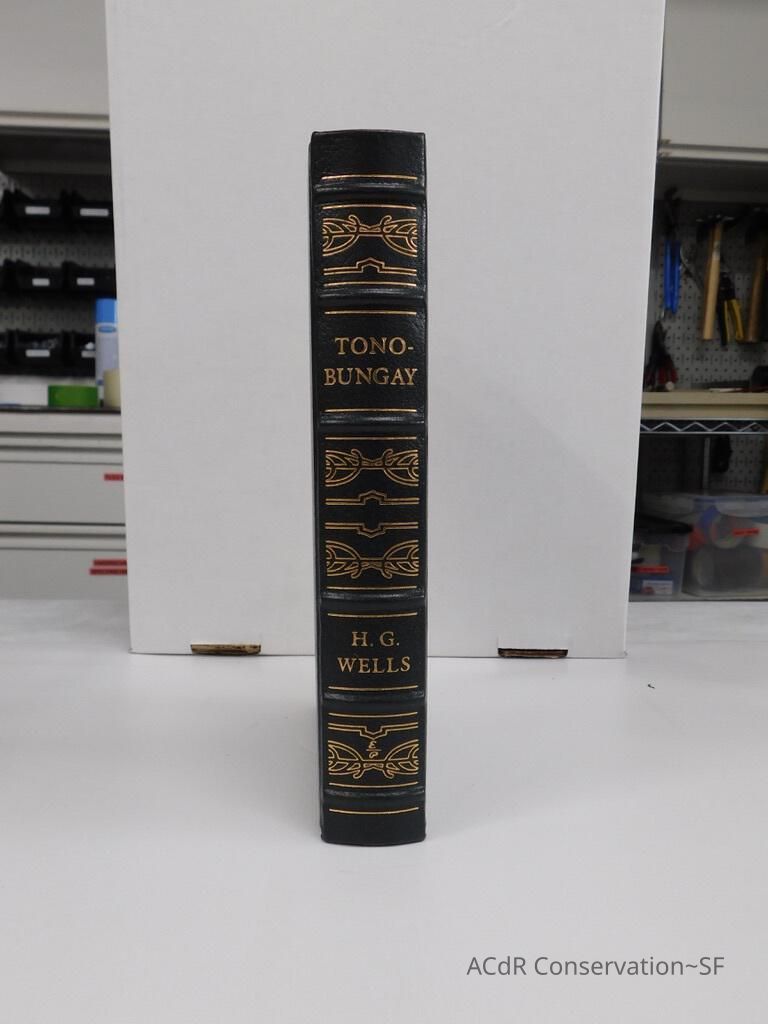 TONO-
BUNGAY
H. G.
WELLS
ACdR Conservation~SF